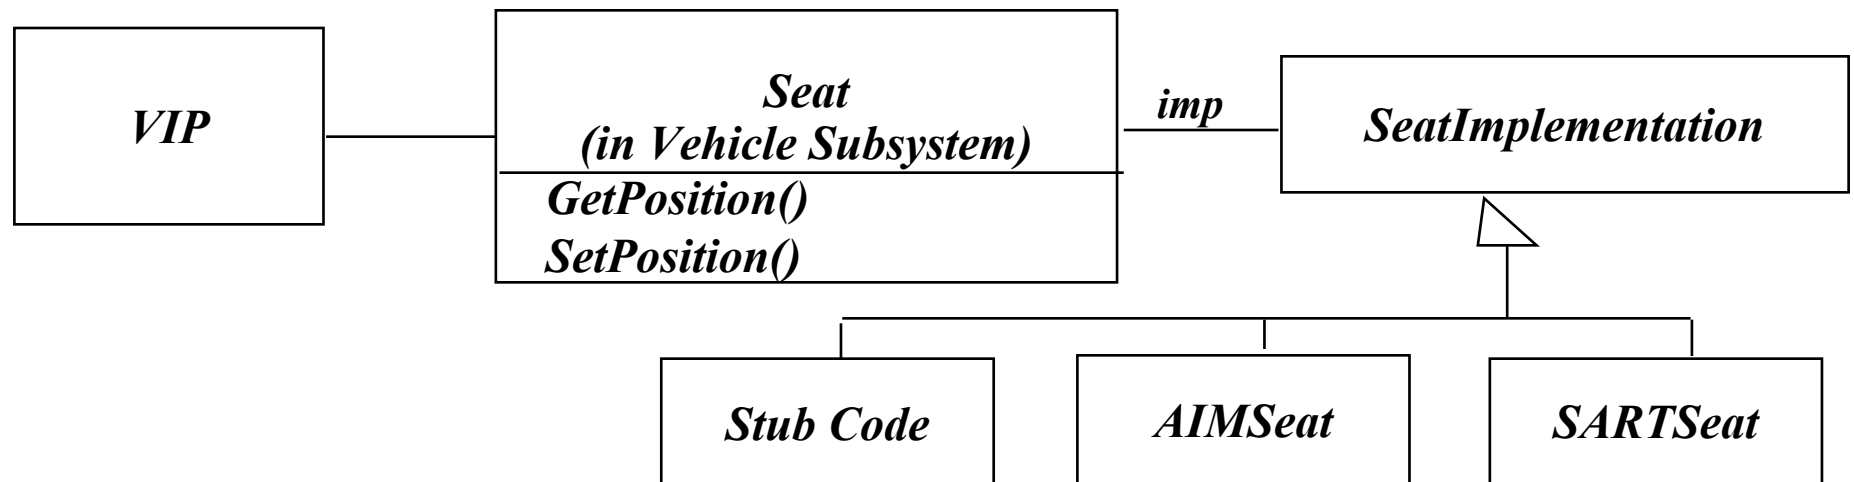 VIP
Seat
(in Vehicle Subsystem)
GetPosition()
SetPosition()
imp
SeatImplementation
Stub Code
AIMSeat
SARTSeat